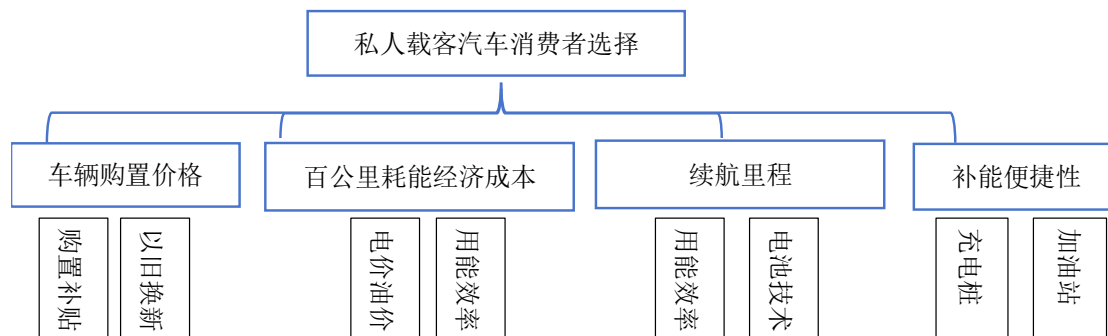 私人载客汽车消费者选择
车辆购置价格
百公里耗能经济成本
续航里程
补能便捷性
购置补贴
以旧换新
电价油价
用能效率
用能效率
电池技术
充电桩
加油站